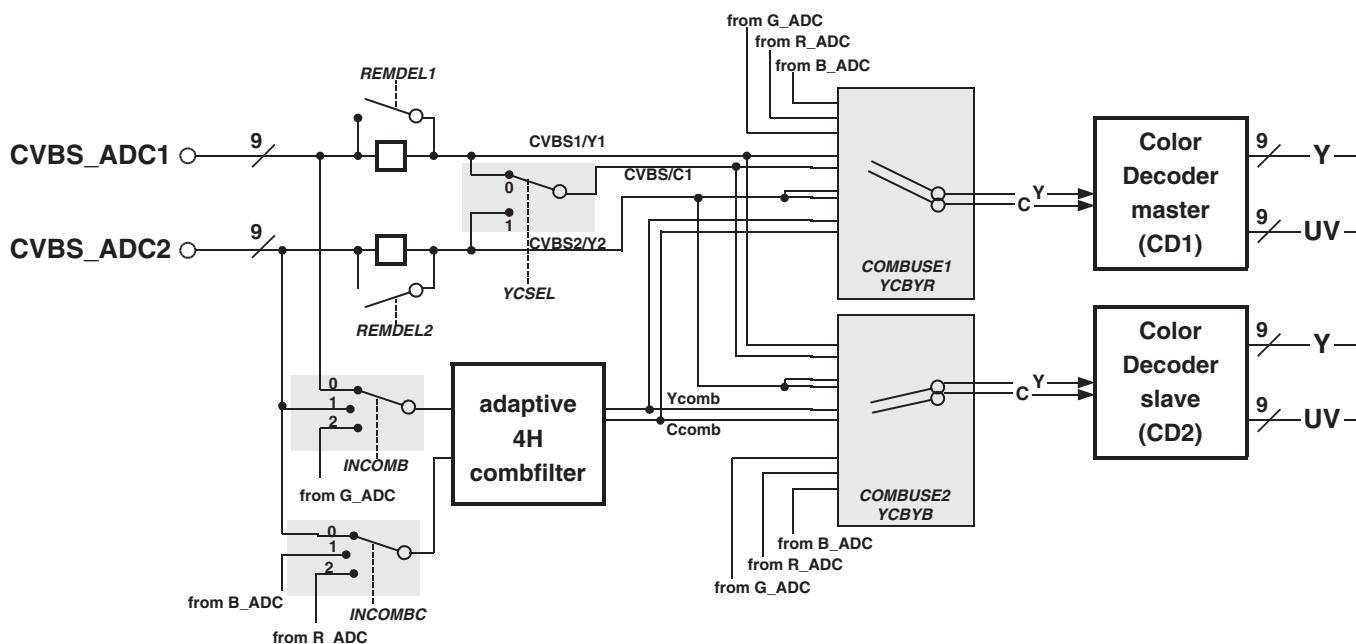 from G_ADC
from R_ADC
from B_ADC
REMDEL1
CVBS_ADC1
9
CVBS1/Y1
CVBS/C1
0
1
YCSEL
CVBS_ADC2
9
CVBS2/Y2
REMDEL2
COMBUSE1
YCBYR
Y
C
Color
Decoder
master
(CD1)
9
Y
9
UV
0
1
2
INCOMB
from G_ADC
adaptive
4H
combfilter
Ycomb
Ccomb
COMBUSE2
YCBYB
Y
C
Color
Decoder
slave
(CD2)
9
Y
9
UV
0
1
2
INCOMBC
from B_ADC
from R_ADC
from B_ADC
from R_ADC
from G_ADC